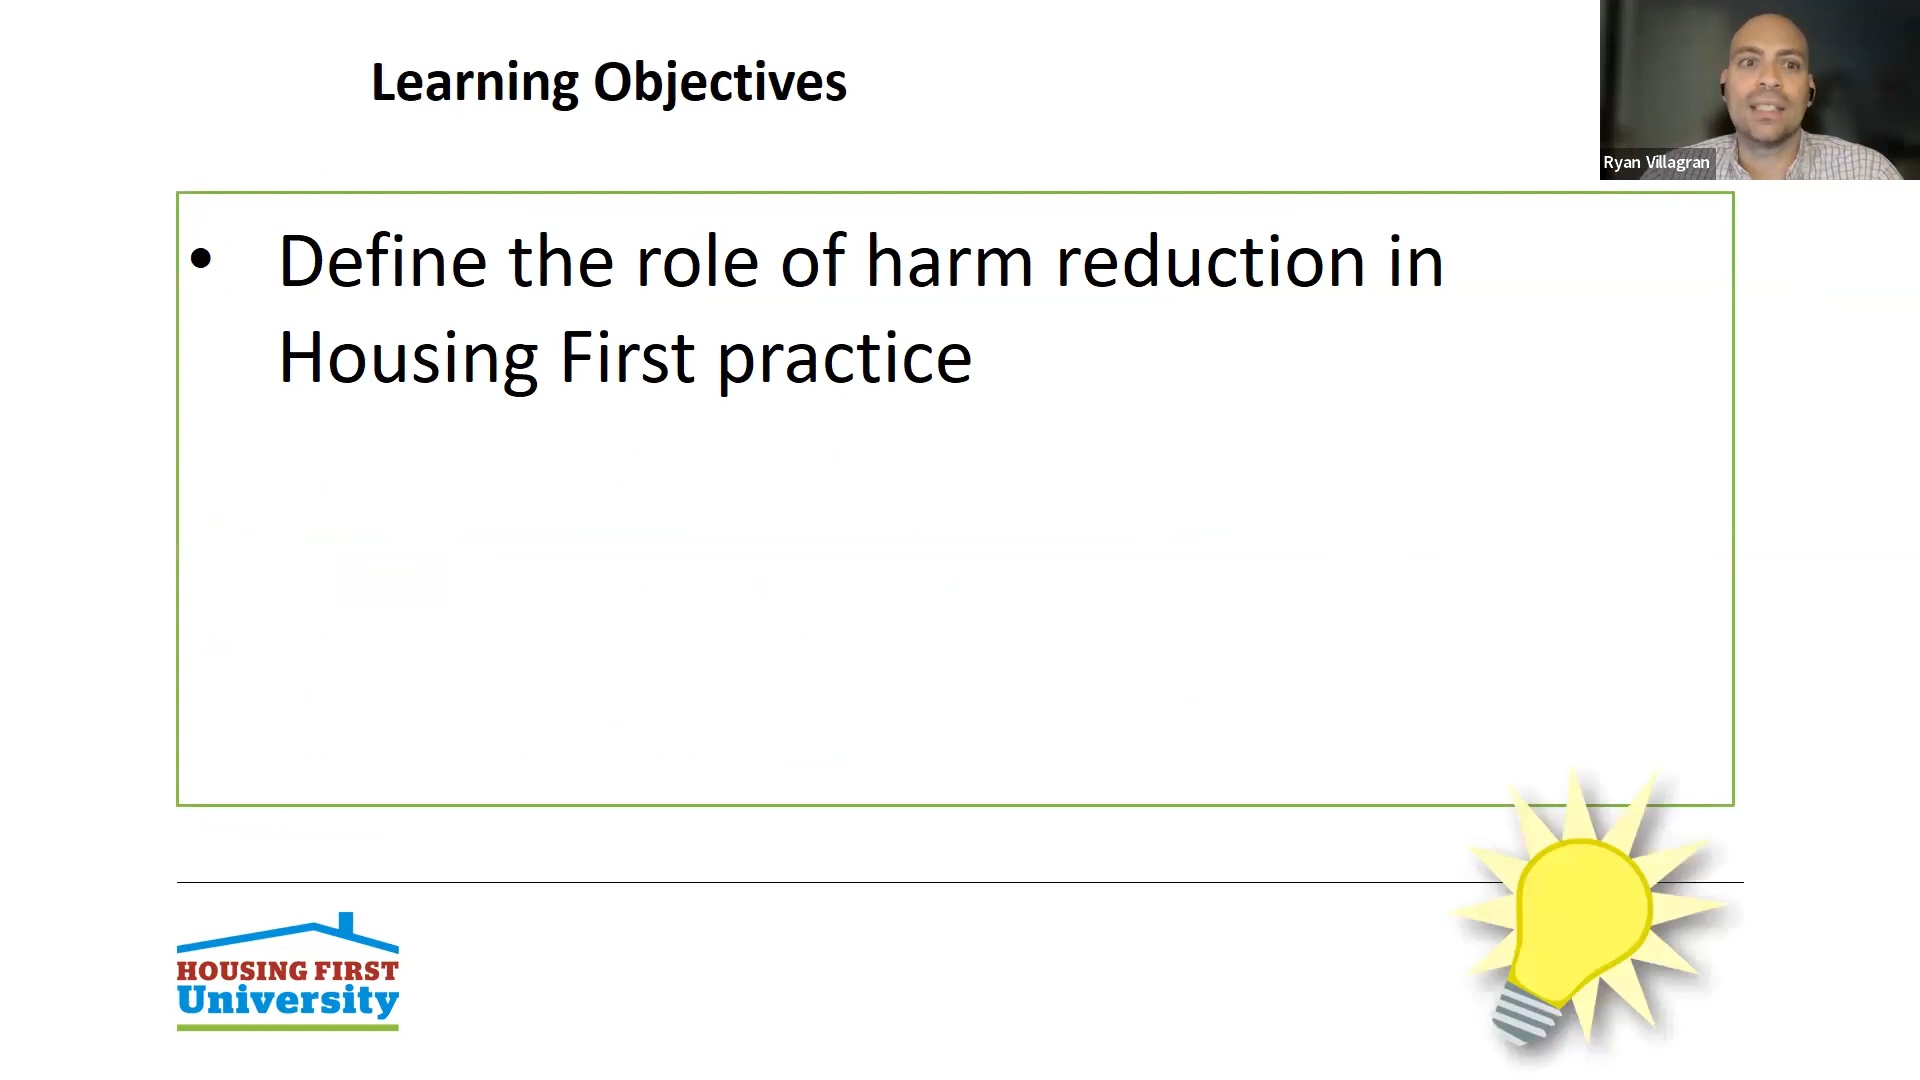 Learning Objectives
Ryan Villagran
• Define the role of harm reduction in
Housing First practice
HOUSING FIRST
University